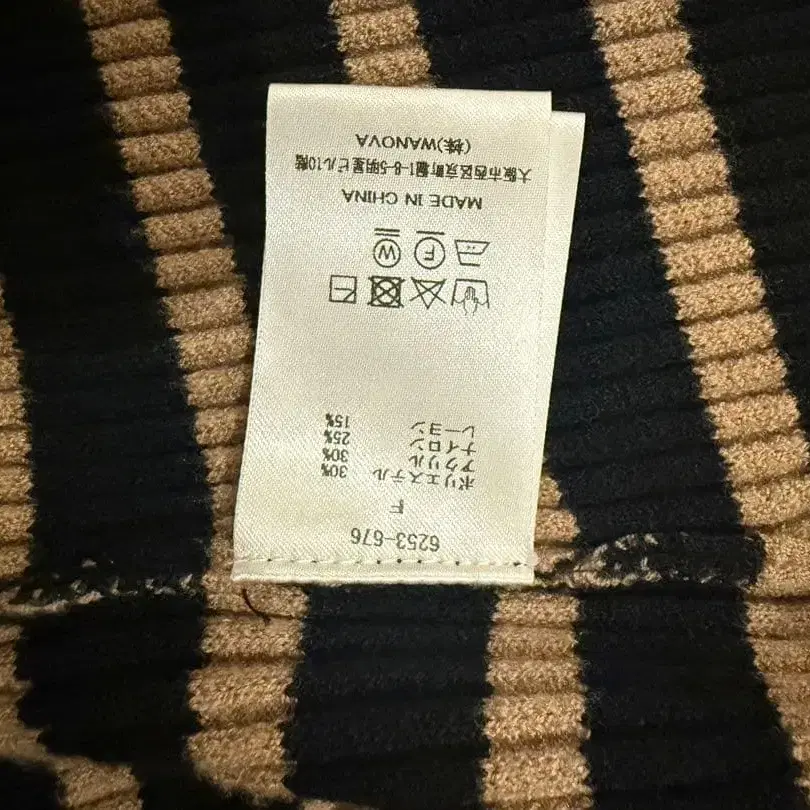 6253-676
F
ポリエステル 30%
アクリル 30%
ナイロン 25%
レーヨン 15%
F W
MADE IN CHINA
大阪市西区京町堀1-8-5明星ビル10階
(株)WANOVA